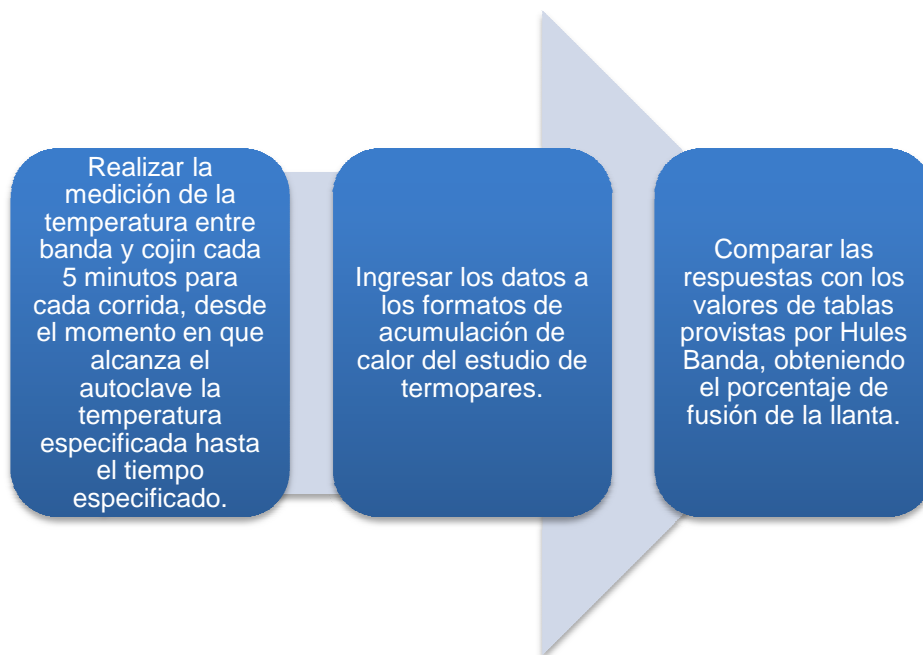 Realizar la
medición de la
temperatura entre
banda y cojin cada
5 minutos para
cada corrida, desde
el momento en que
alcanza el
autoclave la
temperatura
especificada hasta
el tiempo
especificado.
Ingresar los datos a
los formatos de
acumulación de
calor del estudio de
termopares.
Comparar las
respuestas con los
valores de tablas
provistas por Hules
Banda, obteniendo
el porcentaje de
fusión de la llanta.